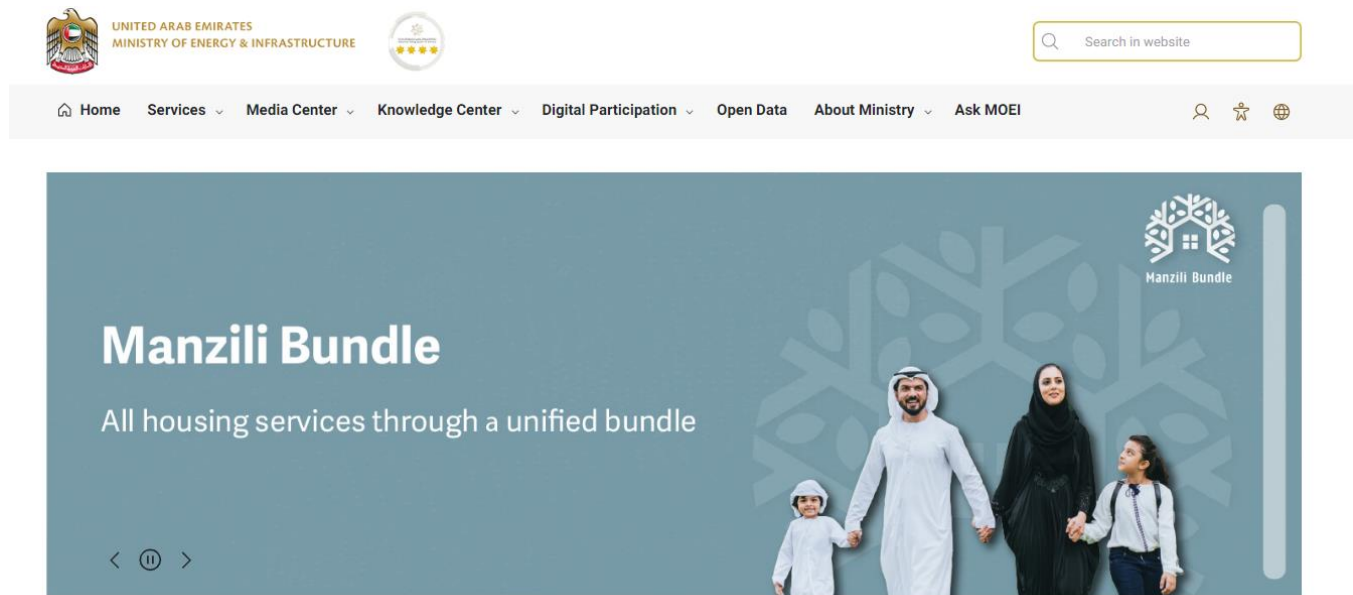 UNITED ARAB EMIRATES
MINISTRY OF ENERGY & INFRASTRUCTURE
Search in website
Home Services Media Center Knowledge Center Digital Participation Open Data About Ministry Ask MOEI
Manzili Bundle
Manzili Bundle
All housing services through a unified bundle